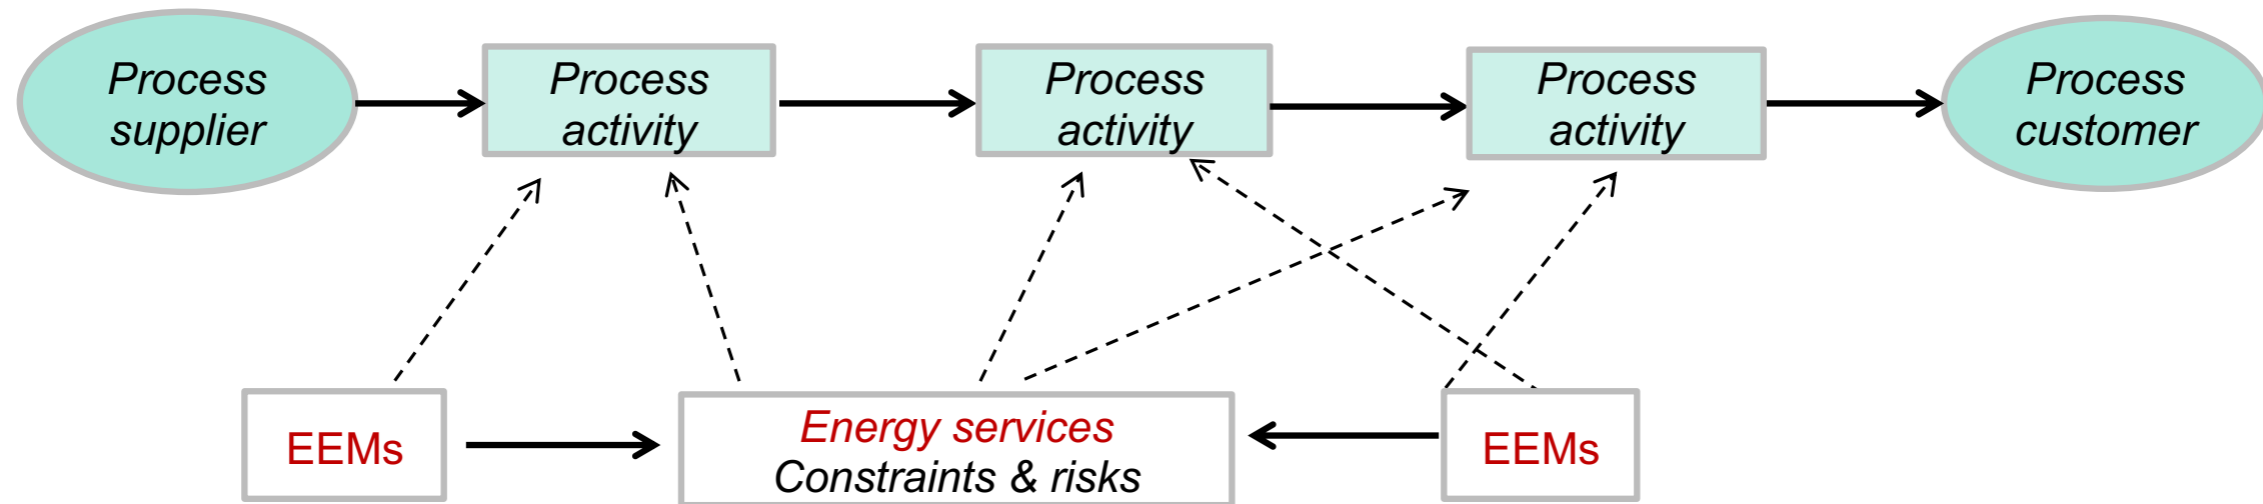 Process
supplier
Process
activity
Process
activity
Process
activity
Process
customer
EEMs
Energy services
Constraints & risks
EEMs